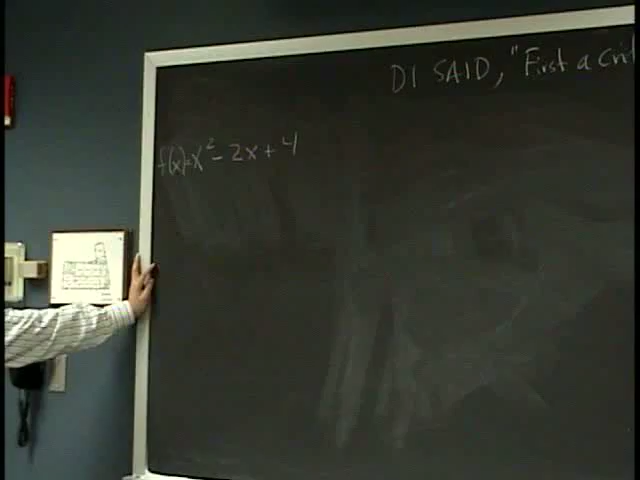 DI SAID, "First a crit
f(x)=x² - 2x + 4